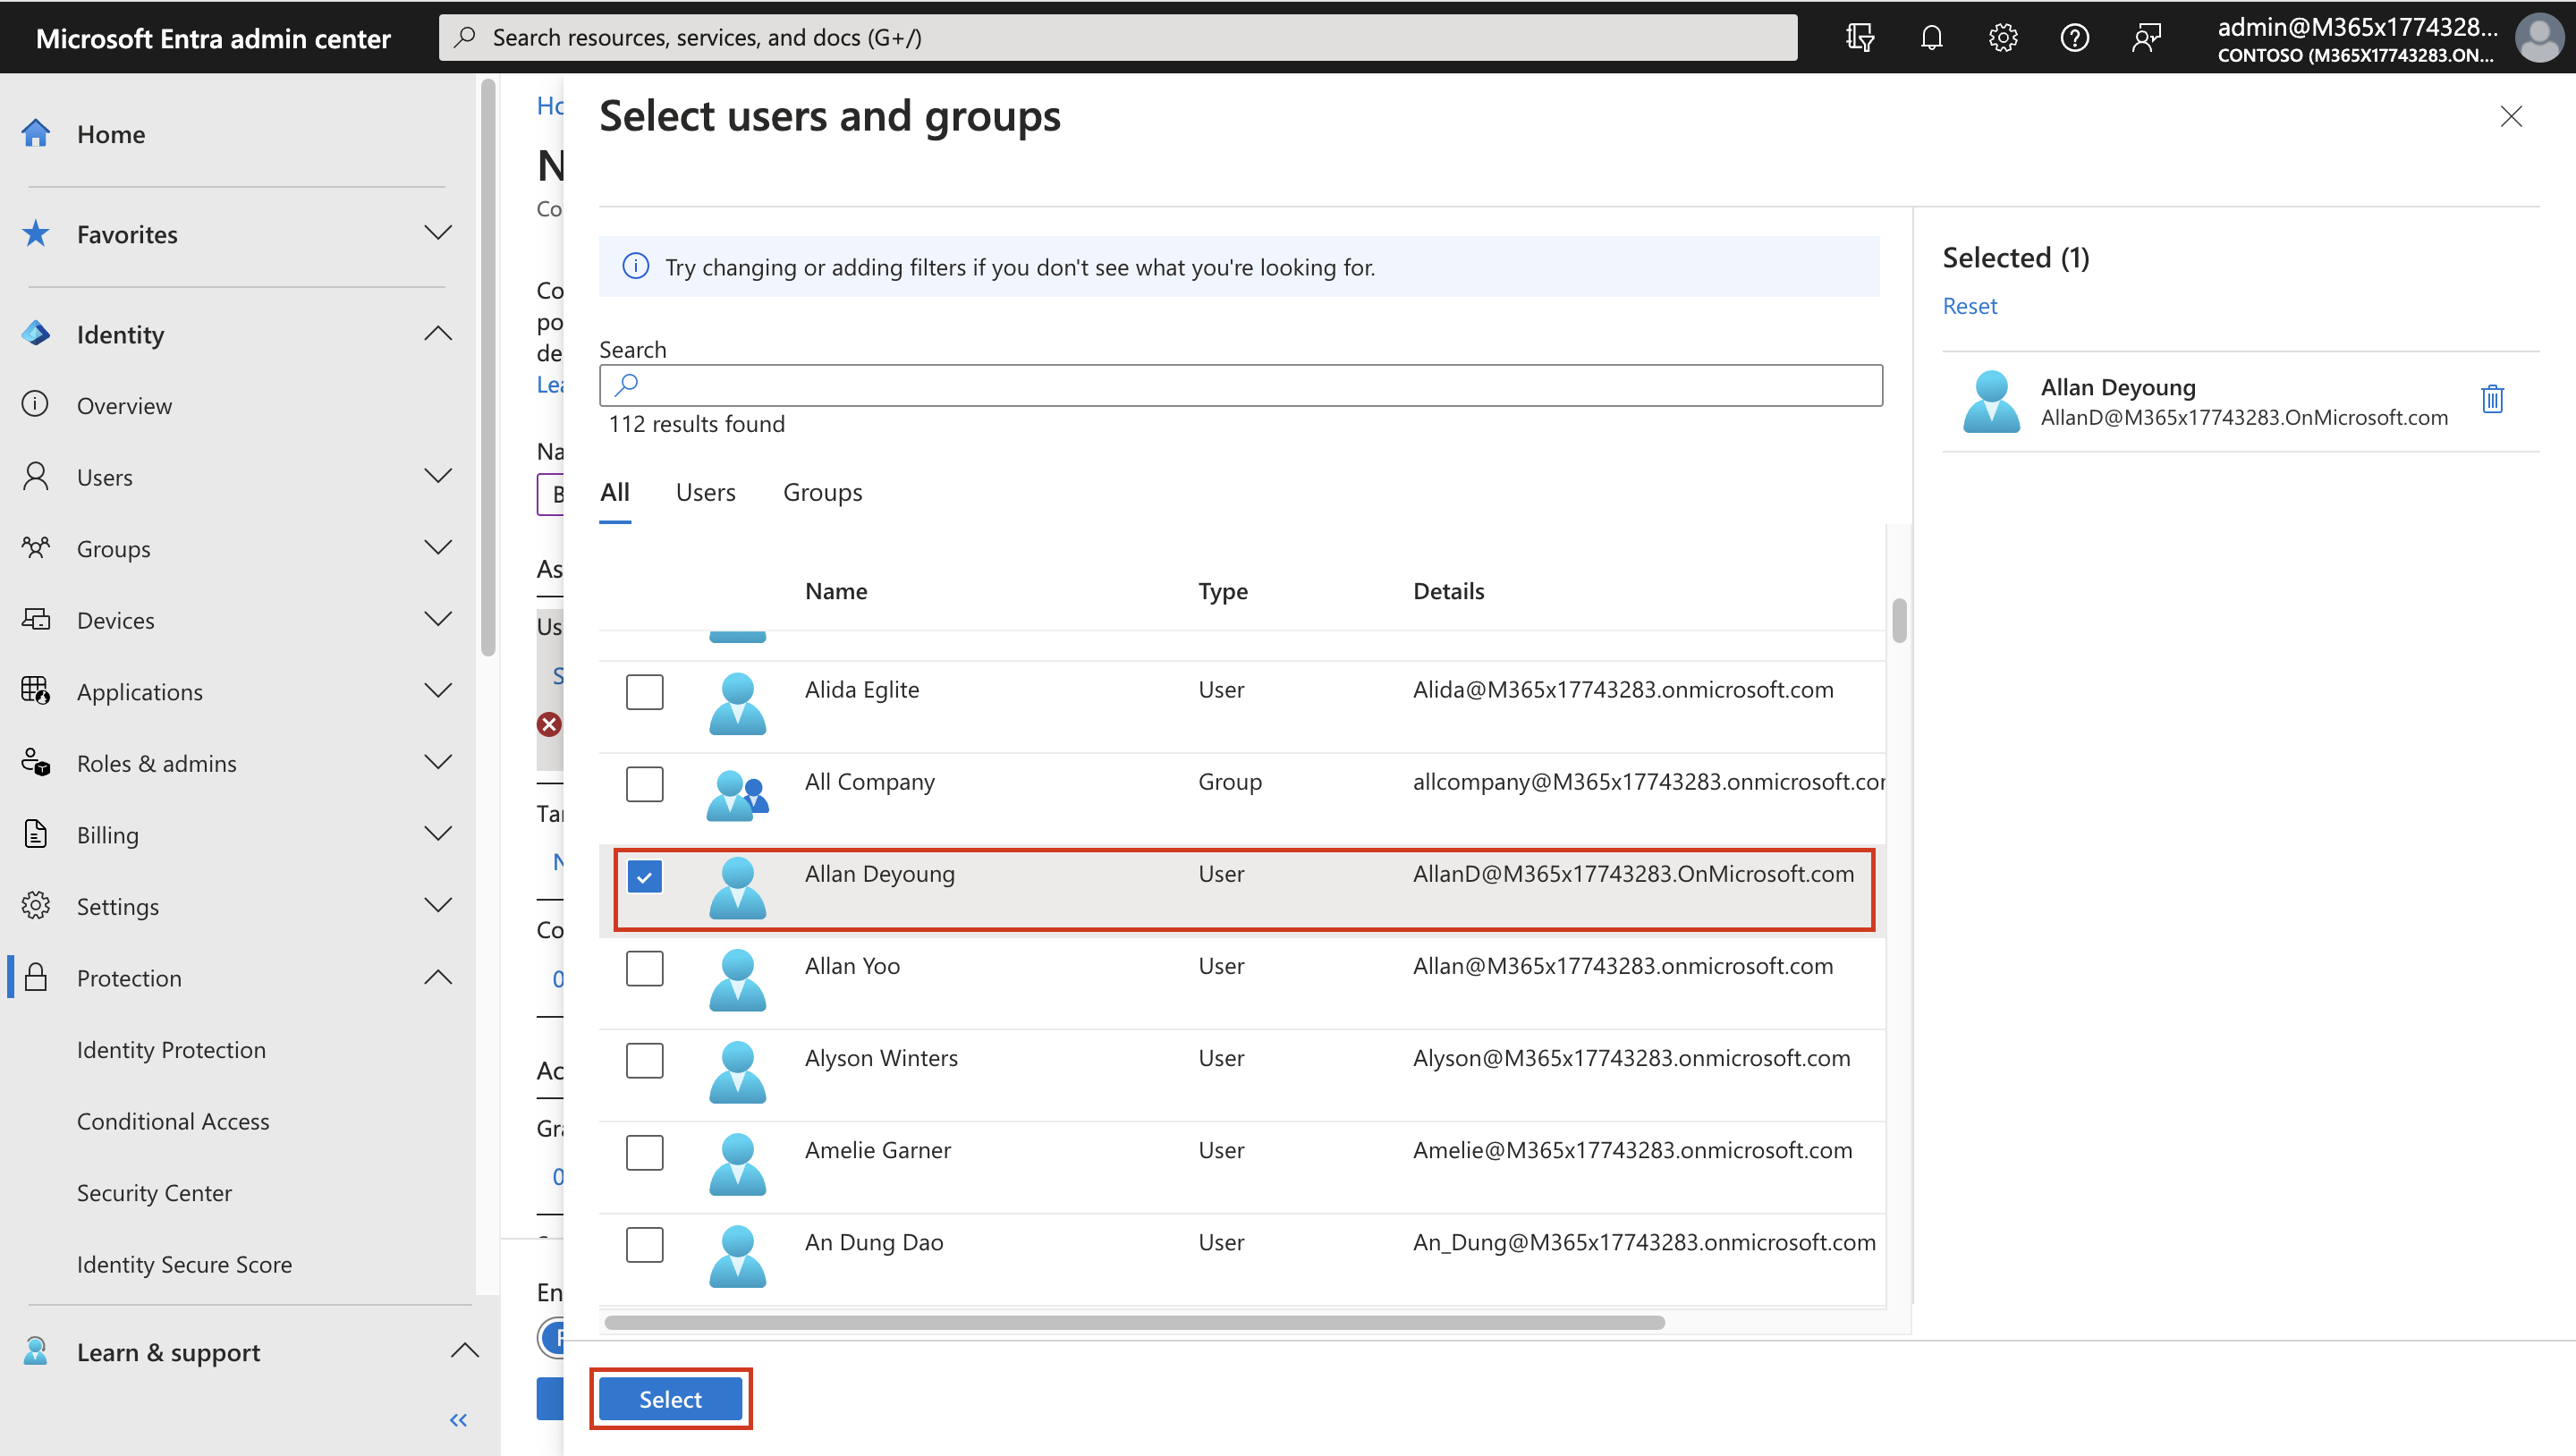 Microsoft Entra admin center
Search resources, services, and docs (G+/)
admin@M365x1774328...
CONTOSO (M365X17743283.ON...
Home
Favorites
Identity
Overview
Users
Groups
Devices
Applications
Roles & admins
Billing
Settings
Protection
Identity Protection
Conditional Access
Security Center
Identity Secure Score
Learn & support
Select users and groups
Try changing or adding filters if you don't see what you're looking for.
Search
112 results found
All Users Groups
Name Type Details
Alida Eglite User Alida@M365x17743283.onmicrosoft.com
All Company Group allcompany@M365x17743283.onmicrosoft.com
Allan Deyoung User AllanD@M365x17743283.OnMicrosoft.com
Allan Yoo User Allan@M365x17743283.onmicrosoft.com
Alyson Winters User Alyson@M365x17743283.onmicrosoft.com
Amelie Garner User Amelie@M365x17743283.onmicrosoft.com
An Dung Dao User An_Dung@M365x17743283.onmicrosoft.com
Select
Selected (1)
Reset
Allan Deyoung
AllanD@M365x17743283.OnMicrosoft.com